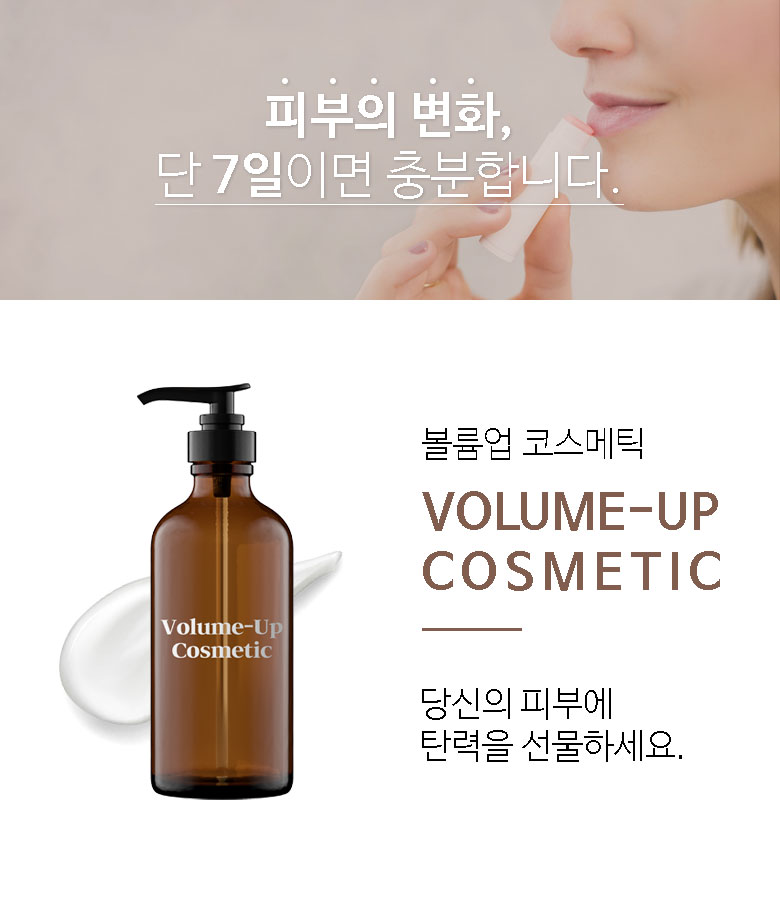 피부의 변화,
단 7일이면 충분합니다.
볼륨업 코스메틱
VOLUME-UP
COSMETIC
Volume-Up
Cosmetic
당신의 피부에
탄력을 선물하세요.